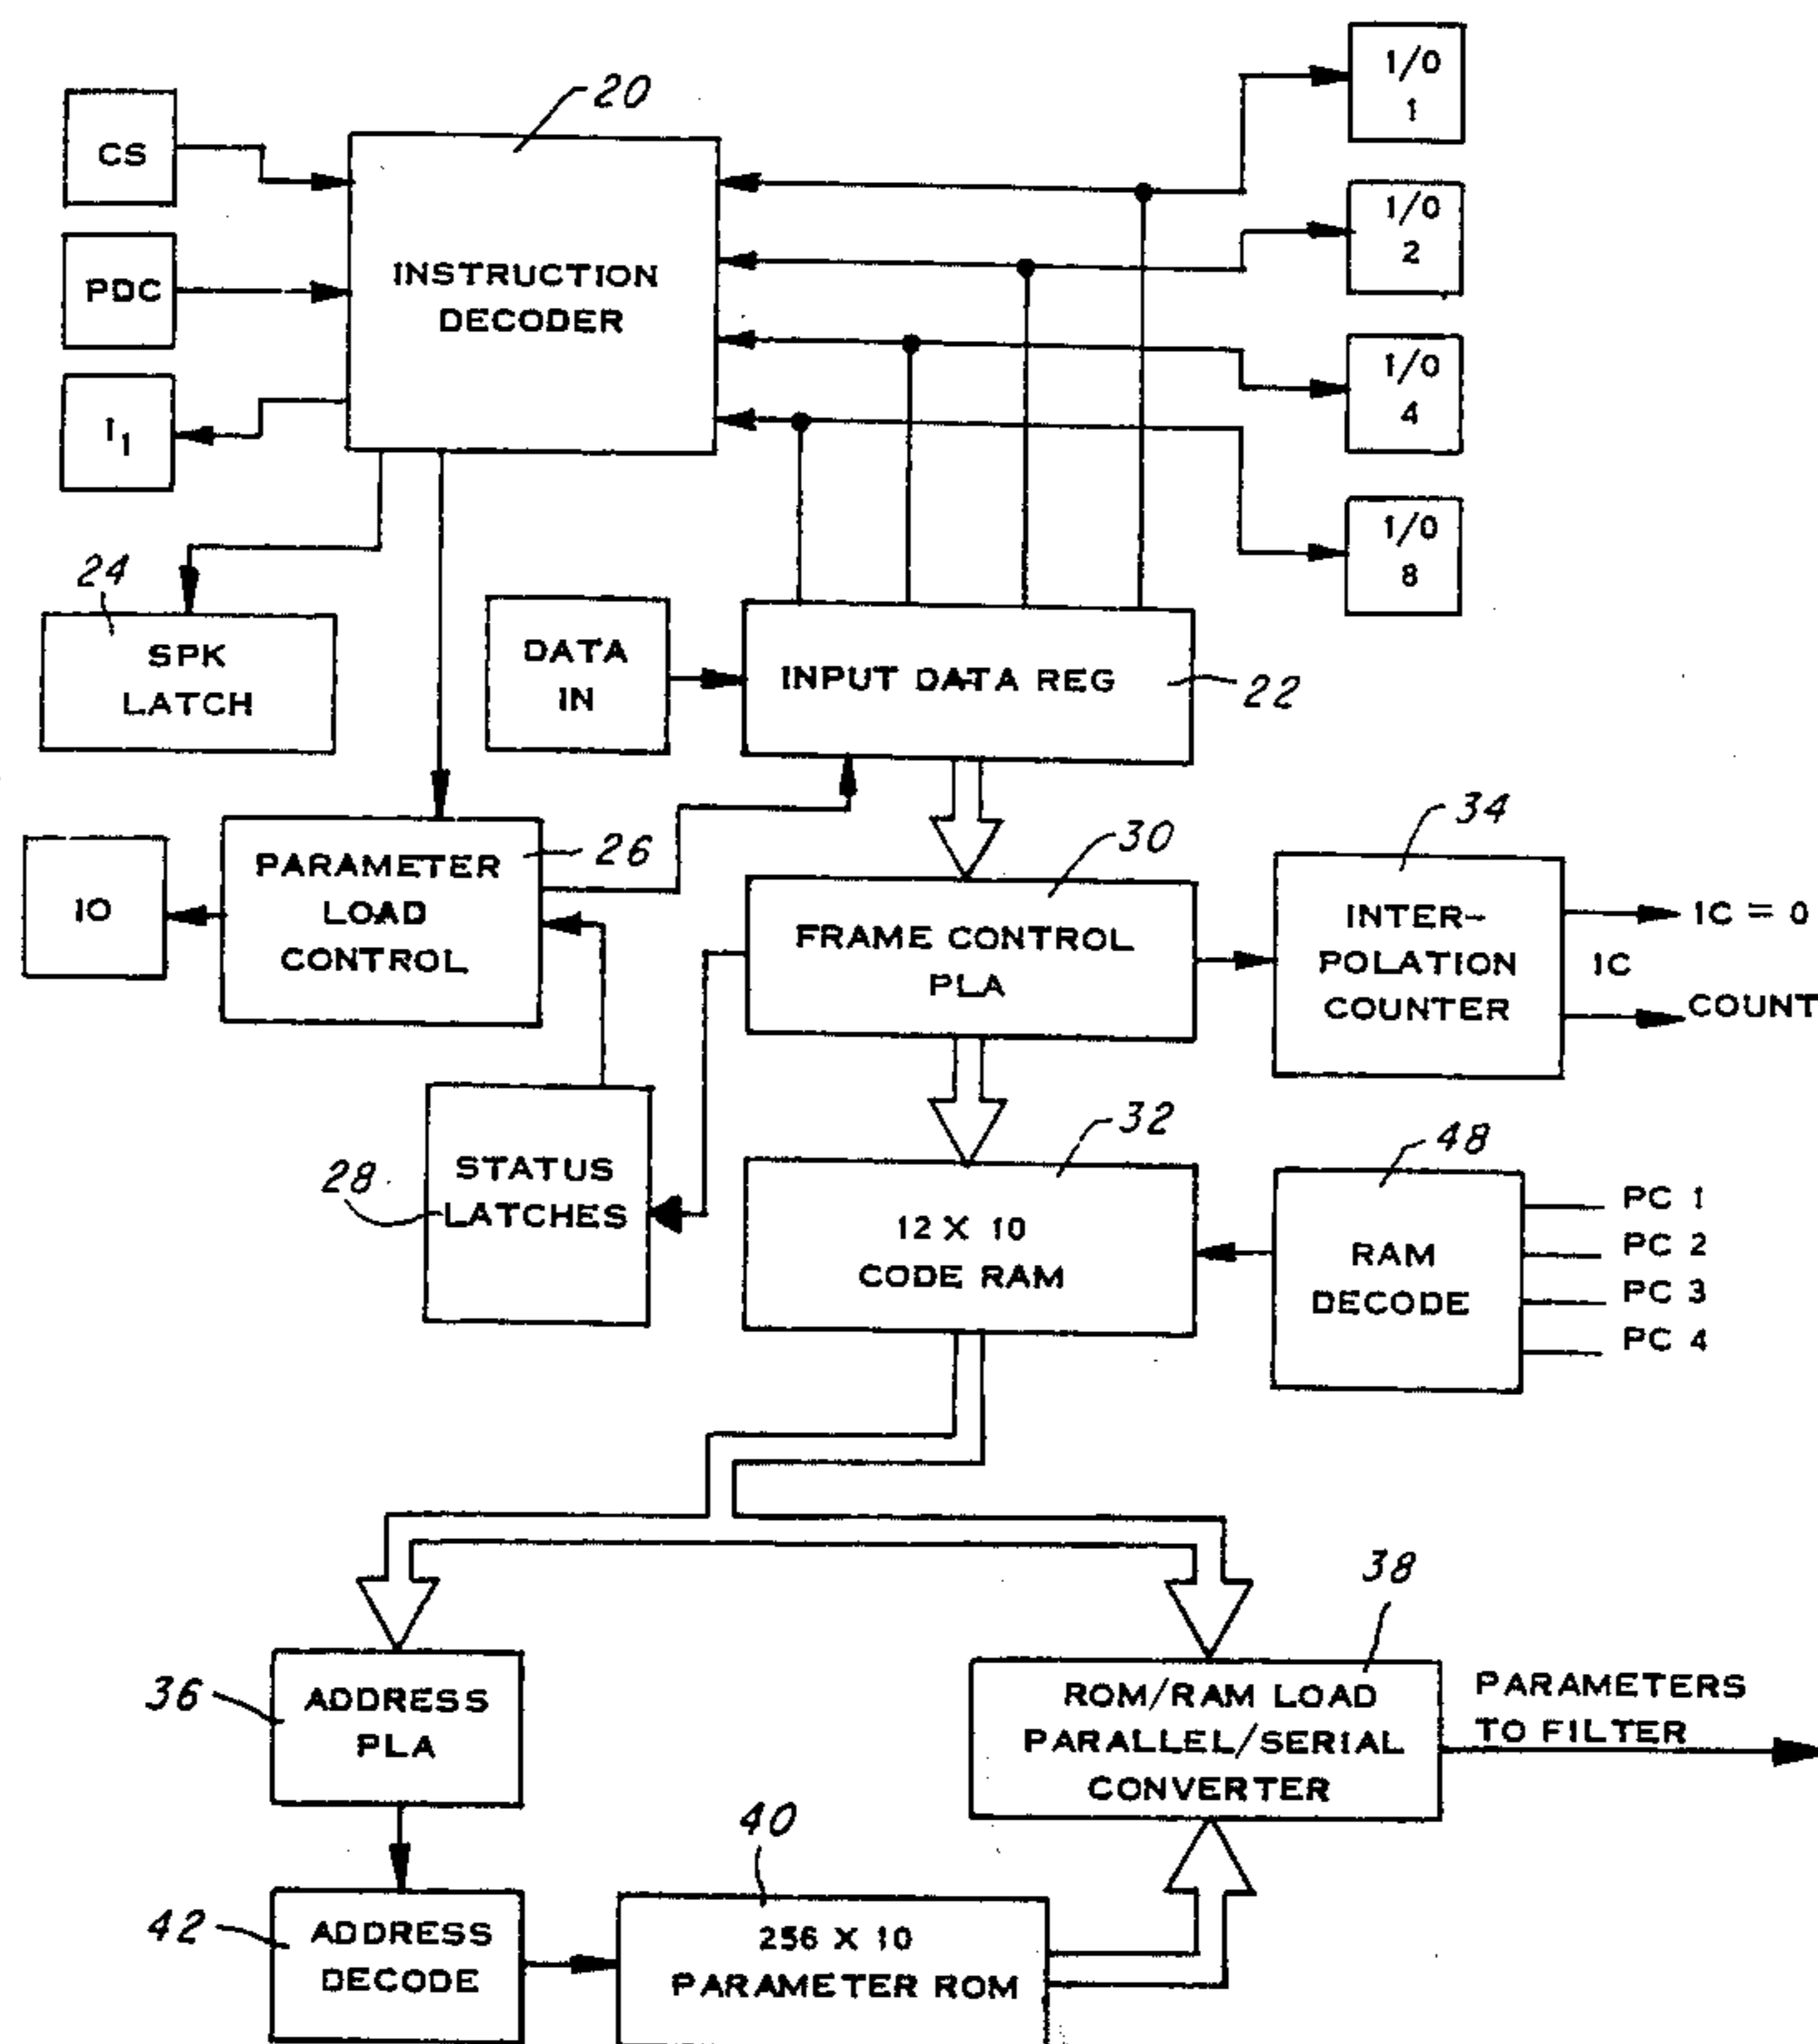 1/0
1
20
CS
1/0
2
INSTRUCTION
DECODER
PDC
1/0
4
I1
1/0
8
24
SPK
LATCH
DATA
IN
INPUT DATA REG
22
34
30
26
PARAMETER
LOAD
CONTROL
IO
FRAME CONTROL
PLA
INTER-
POLATION
COUNTER
IC = 0
IC
COUNT
32
48
28
STATUS
LATCHES
12 X 10
CODE RAM
RAM
DECODE
PC 1
PC 2
PC 3
PC 4
38
36
ADDRESS
PLA
ROM/RAM LOAD
PARALLEL/SERIAL
CONVERTER
PARAMETERS
TO FILTER
40
42
ADDRESS
DECODE
256 X 10
PARAMETER ROM